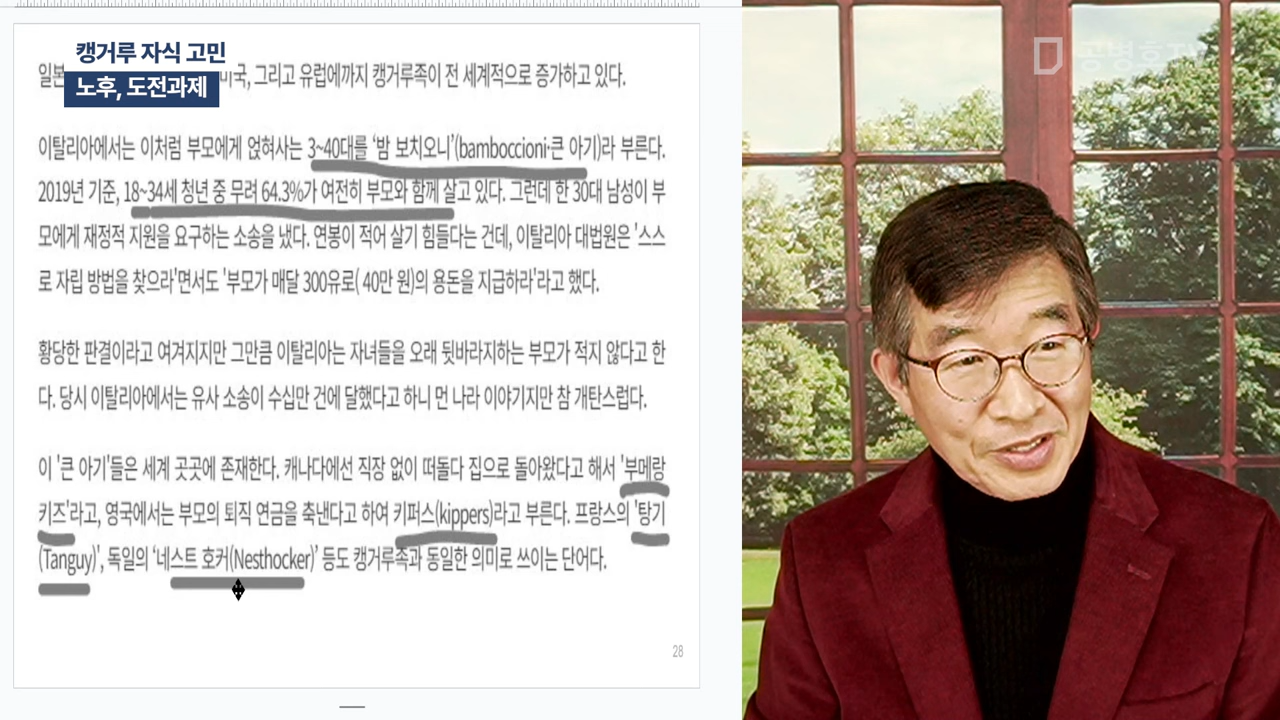 캥거루 자식 고민
노후, 도전과제
공병호TV
일본 미국, 그리고 유럽에까지 캥거루족이 전 세계적으로 증가하고 있다.
이탈리아에서는 이처럼 부모에게 얹혀사는 3~40대를 ‘밤 보치오니’(bamboccioni·큰 아기)라 부른다.
2019년 기준, 18~34세 청년 중 무려 64.3%가 여전히 부모와 함께 살고 있다. 그런데 한 30대 남성이 부
모에게 재정적 지원을 요구하는 소송을 냈다. 연봉이 적어 살기 힘들다는 건데, 이탈리아 대법원은 '스스
로 자립 방법을 찾으라'면서도 '부모가 매달 300유로( 40만 원)의 용돈을 지급하라'라고 했다.
황당한 판결이라고 여겨지지만 그만큼 이탈리아는 자녀들을 오래 뒷바라지하는 부모가 적지 않다고 한
다. 당시 이탈리아에서는 유사 소송이 수십만 건에 달했다고 하니 먼 나라 이야기지만 참 개탄스럽다.
이 '큰 아기'들은 세계 곳곳에 존재한다. 캐나다에선 직장 없이 떠돌다 집으로 돌아왔다고 해서 '부메랑
키즈'라고, 영국에서는 부모의 퇴직 연금을 축낸다고 하여 키퍼스(kippers)라고 부른다. 프랑스의 '탕기
(Tanguy)', 독일의 ‘네스트 호커(Nesthocker)’ 등도 캥거루족과 동일한 의미로 쓰이는 단어다.
28